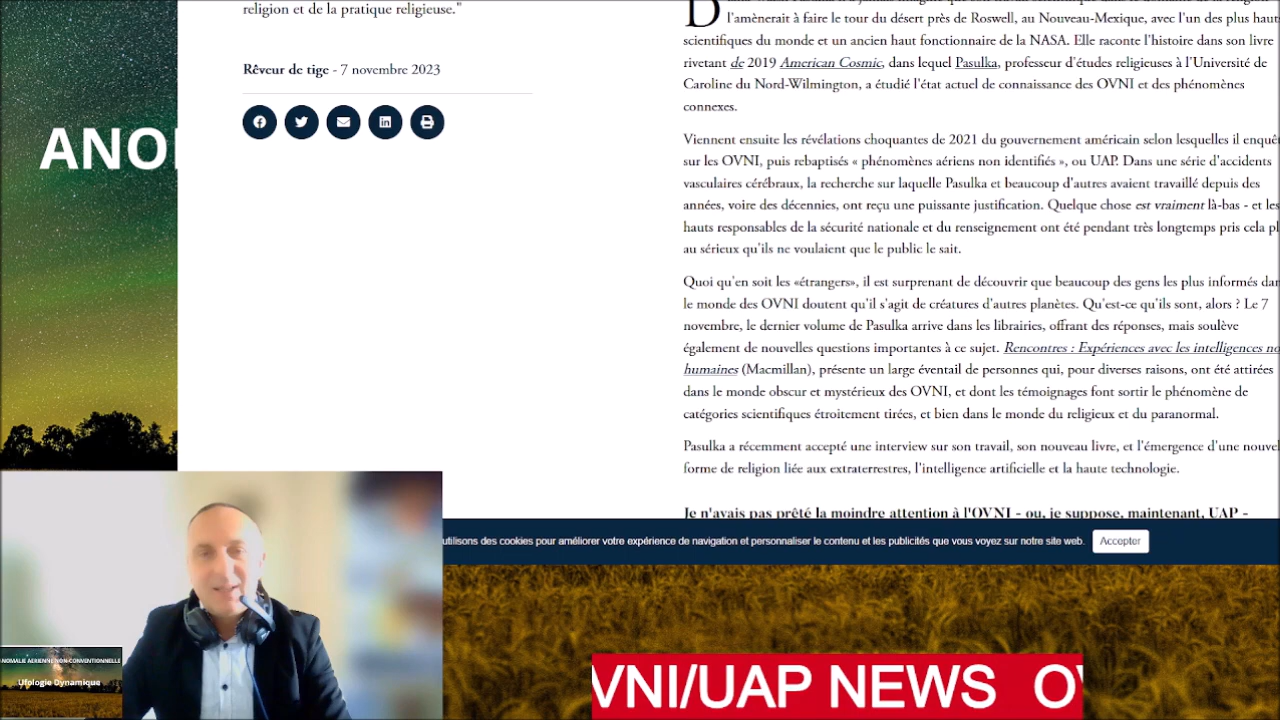 religion et de la pratique religieuse."
Rêveur de tige - 7 novembre 2023
ANO
l'amènerait à faire le tour du désert près de Roswell, au Nouveau-Mexique, avec l'un des plus haut
scientifiques du monde et un ancien haut fonctionnaire de la NASA. Elle raconte l'histoire dans son livre
rivetant de 2019 American Cosmic, dans lequel Pasulka, professeur d'études religieuses à l'Université de
Caroline du Nord-Wilmington, a étudié l'état actuel de connaissance des OVNI et des phénomènes
connexes.
Viennent ensuite les révélations choquantes de 2021 du gouvernement américain selon lesquelles il enquê
sur les OVNI, puis rebaptisés « phénomènes aériens non identifiés », ou UAP. Dans une série d'accidents
vasculaires cérébraux, la recherche sur laquelle Pasulka et beaucoup d'autres avaient travaillé depuis des
années, voire des décennies, ont reçu une puissante justification. Quelque chose est vraiment là-bas - et les
hauts responsables de la sécurité nationale et du renseignement ont été pendant très longtemps pris cela pl
au sérieux qu'ils ne voulaient que le public le sait.
Quoi qu'en soit les «étrangers», il est surprenant de découvrir que beaucoup des gens les plus informés dan
le monde des OVNI doutent qu'il s'agit de créatures d'autres planètes. Qu'est-ce qu'ils sont, alors ? Le 7
novembre, le dernier volume de Pasulka arrive dans les librairies, offrant des réponses, mais soulève
également de nouvelles questions importantes à ce sujet. Rencontres : Expériences avec les intelligences no
humaines (Macmillan), présente un large éventail de personnes qui, pour diverses raisons, ont été attirées
dans le monde obscur et mystérieux des OVNI, et dont les témoignages font sortir le phénomène de
catégories scientifiques étroitement tirées, et bien dans le monde du religieux et du paranormal.
Pasulka a récemment accepté une interview sur son travail, son nouveau livre, et l'émergence d'une nouvel
forme de religion liée aux extraterrestres, l'intelligence artificielle et la haute technologie.
Je n'avais pas prêté la moindre attention à l'OVNI - ou, je suppose, maintenant, UAP -
utilisons des cookies pour améliorer votre expérience de navigation et personnaliser le contenu et les publicités que vous voyez sur notre site web. Accepter
ANOMALIE AERIENNE NON-CONVENTIONNELLE
Ufologie Dynamique
VNI/UAP NEWS OV